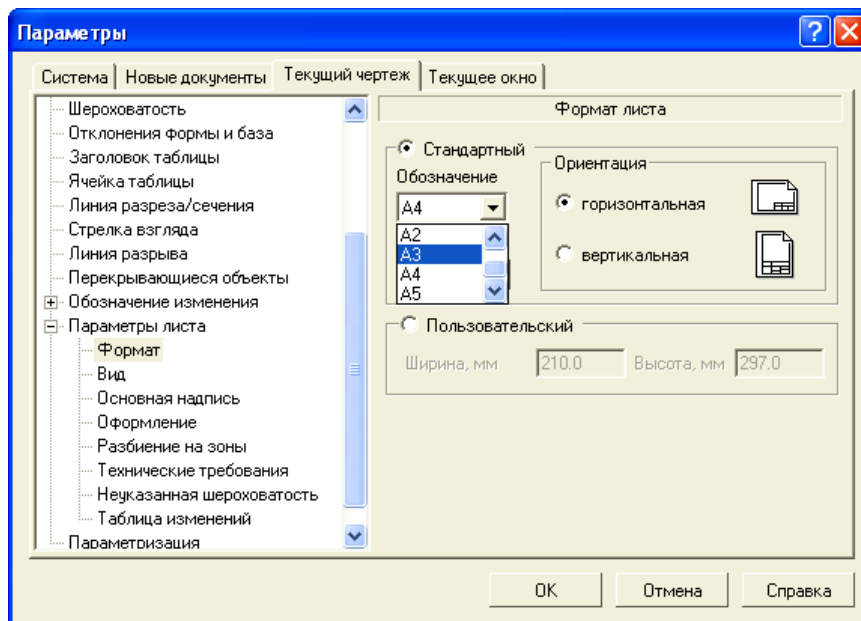 Параметры
Система
Новые документы
Текущий чертеж
Текущее окно
Шероховатость
Отклонения формы и база
Заголовок таблицы
Ячейка таблицы
Линия разреза/сечения
Стрелка взгляда
Линия разрыва
Перекрывающиеся объекты
Обозначение изменения
Параметры листа
Формат
Вид
Основная надпись
Оформление
Разбиение на зоны
Технические требования
Неуказанная шероховатость
Таблица изменений
Параметризация
Формат листа
Стандартный
Обозначение
A4
A2
A3
A4
A5
Ориентация
горизонтальная
вертикальная
Пользовательский
Ширина, мм 210.0 Высота, мм 297.0
OK Отмена Справка